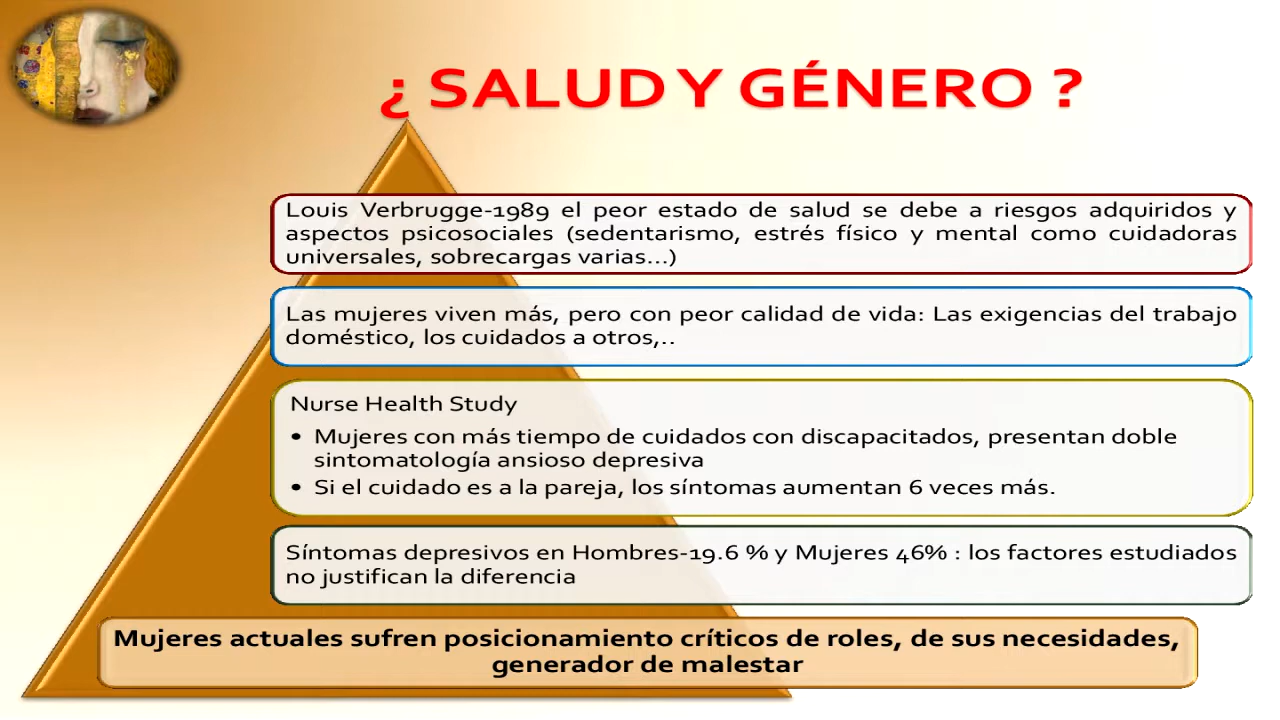 ¿ SALUD Y GÉNERO ?
Louis Verbrugge-1989 el peor estado de salud se debe a riesgos adquiridos y
aspectos psicosociales (sedentarismo, estrés físico y mental como cuidadoras
universales, sobrecargas varias...)
Las mujeres viven más, pero con peor calidad de vida: Las exigencias del trabajo
doméstico, los cuidados a otros,..
Nurse Health Study
• Mujeres con más tiempo de cuidados con discapacitados, presentan doble
sintomatología ansioso depresiva
• Si el cuidado es a la pareja, los síntomas aumentan 6 veces más.
Síntomas depresivos en Hombres-19.6 % y Mujeres 46% : los factores estudiados
no justifican la diferencia
Mujeres actuales sufren posicionamiento críticos de roles, de sus necesidades,
generador de malestar